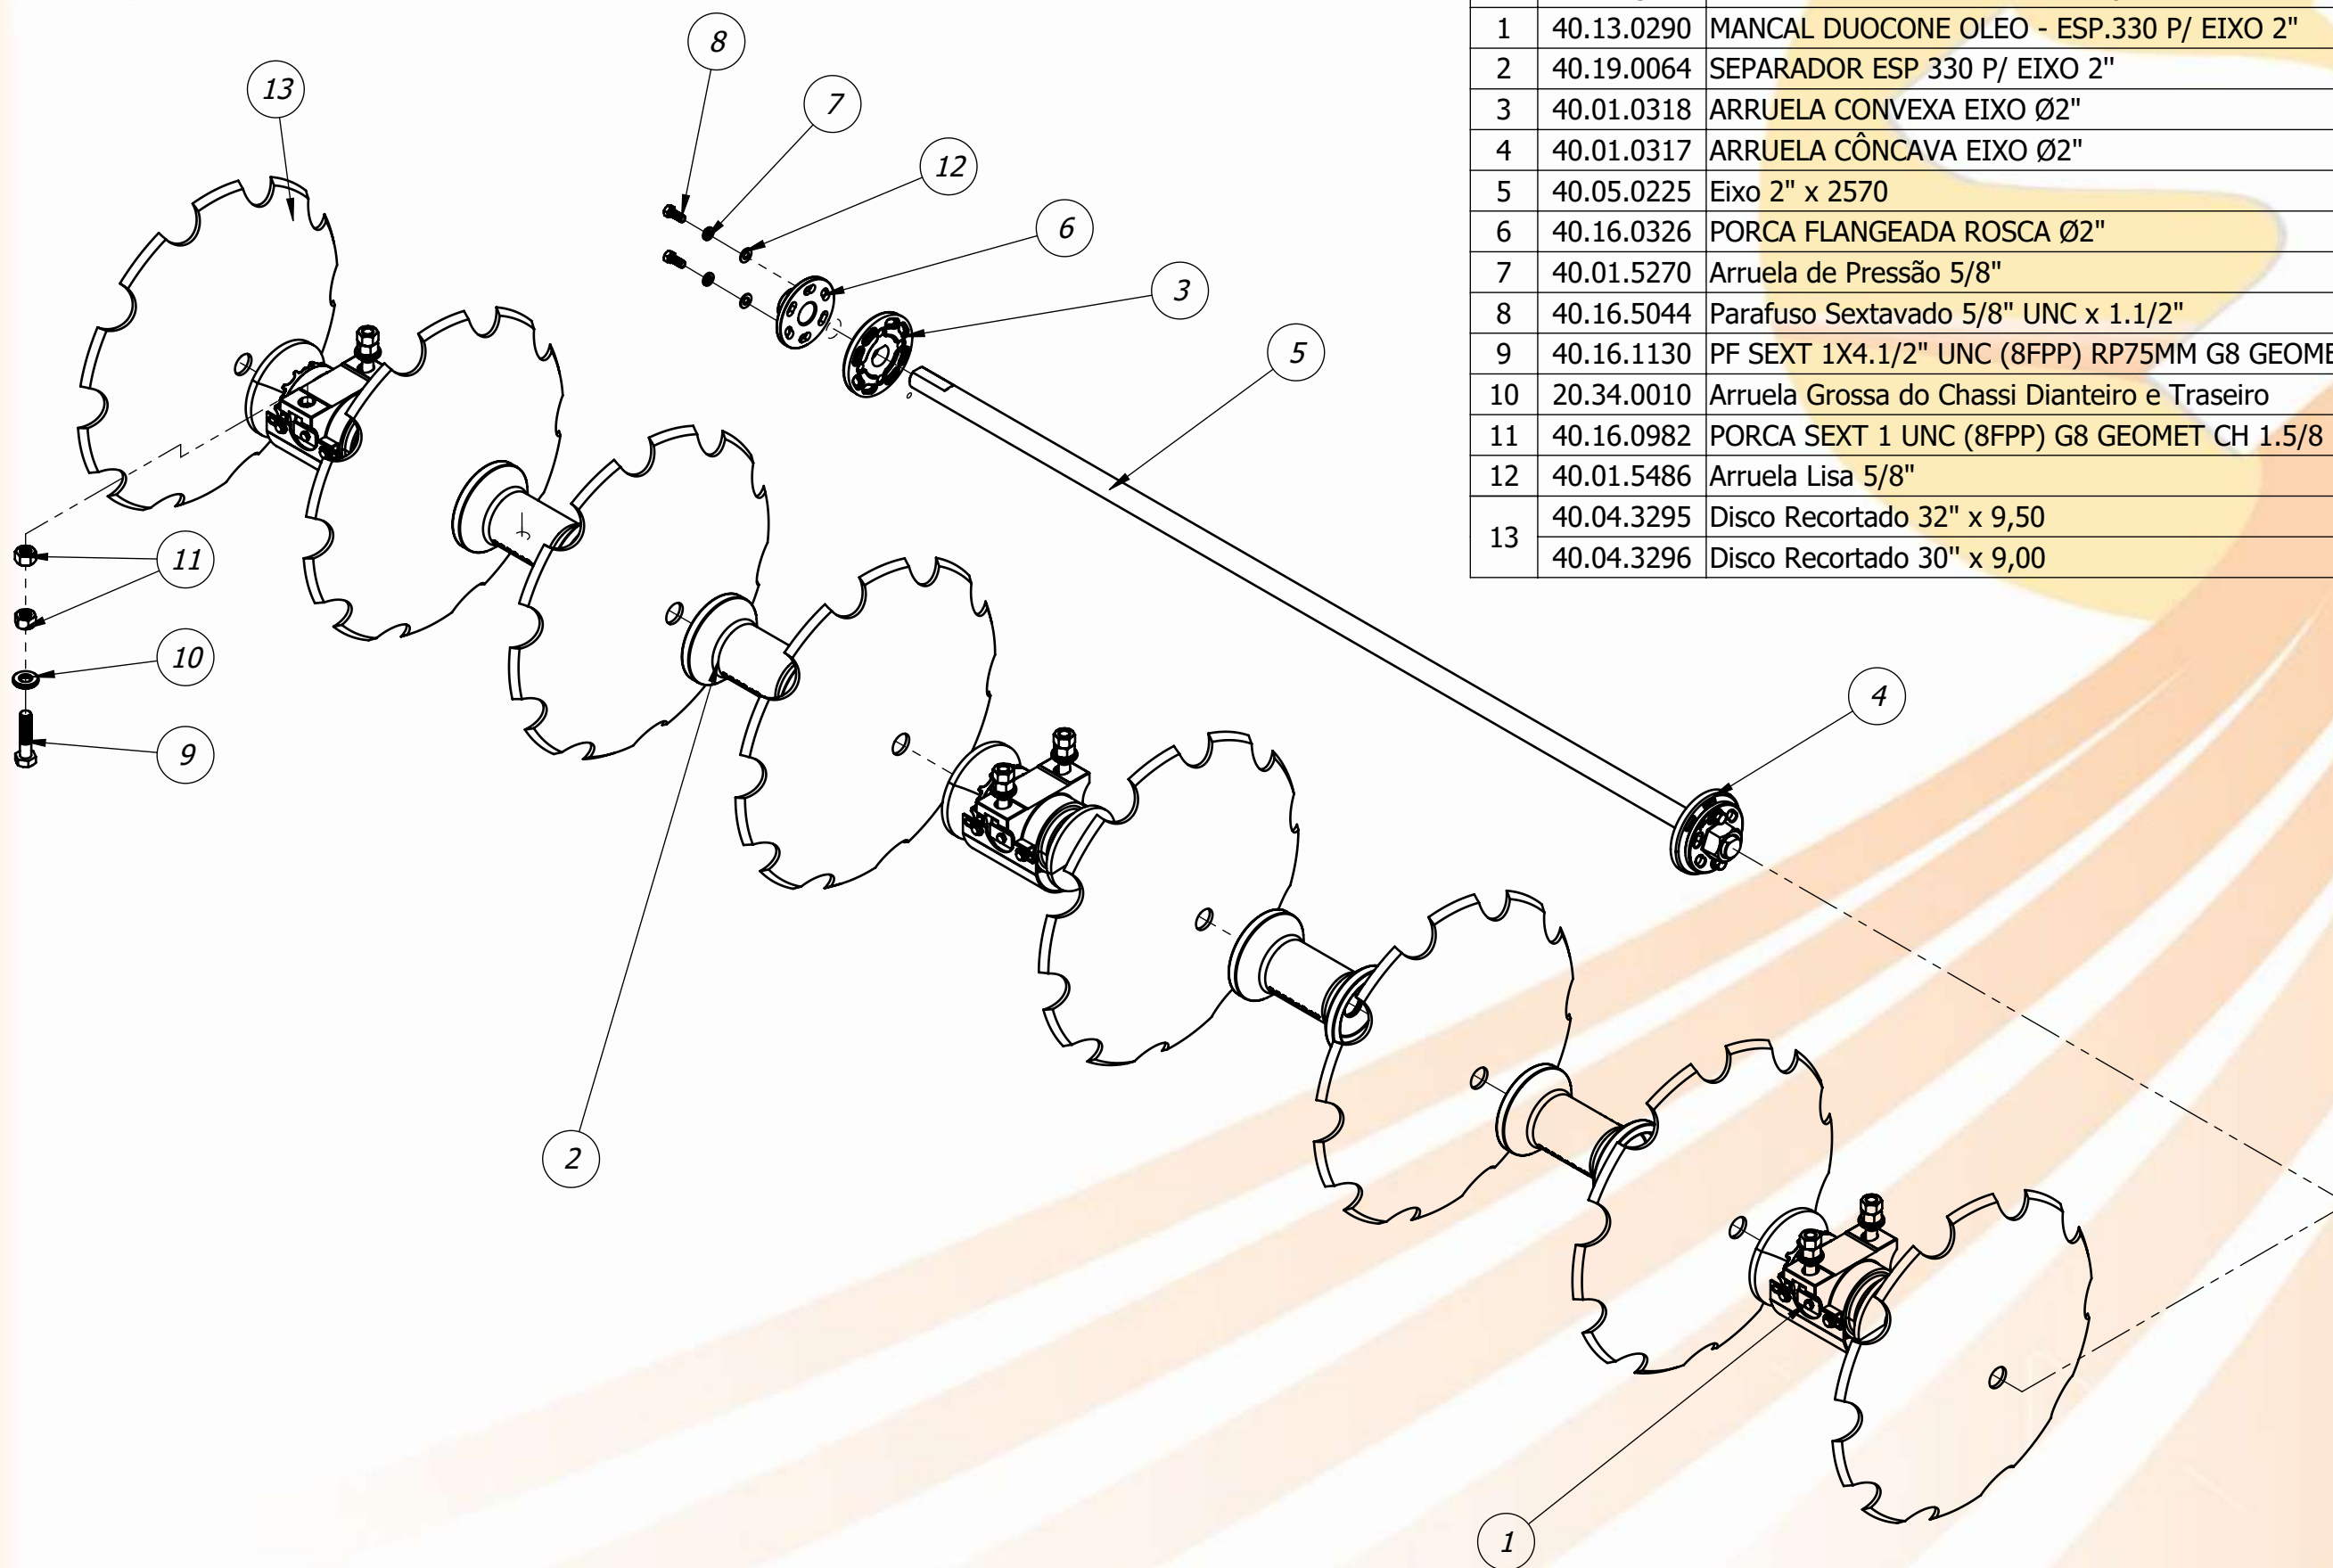 1 40.13.0290 MANCAL DUOCONE OLEO - ESP.330 P/ EIXO 2"
2 40.19.0064 SEPARADOR ESP 330 P/ EIXO 2"
3 40.01.0318 ARRUELA CONVEXA EIXO Ø2"
4 40.01.0317 ARRUELA CÔNCAVA EIXO Ø2"
5 40.05.0225 Eixo 2" x 2570
6 40.16.0326 PORCA FLANGEADA ROSCA Ø2"
7 40.01.5270 Arruela de Pressão 5/8"
8 40.16.5044 Parafuso Sextavado 5/8" UNC x 1.1/2"
9 40.16.1130 PF SEXT 1X4.1/2" UNC (8FPP) RP75MM G8
10 20.34.0010 Arruela Grossa do Chassi Dianteiro e Traseiro
11 40.16.0982 PORCA SEXT 1 UNC (8FPP) G8 GEOMET CH 1.5/8
12 40.01.5486 Arruela Lisa 5/8"
13 40.04.3295 Disco Recortado 32" x 9,50
40.04.3296 Disco Recortado 30" x 9,00
8
13
7
12
6
3
5
11
10
4
9
2
1